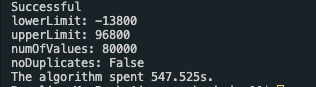 Successful
lowerLimit: -13800
upperLimit: 96800
numOfValues: 80000
noDuplicates: False
The algorithm spent 547.525s.